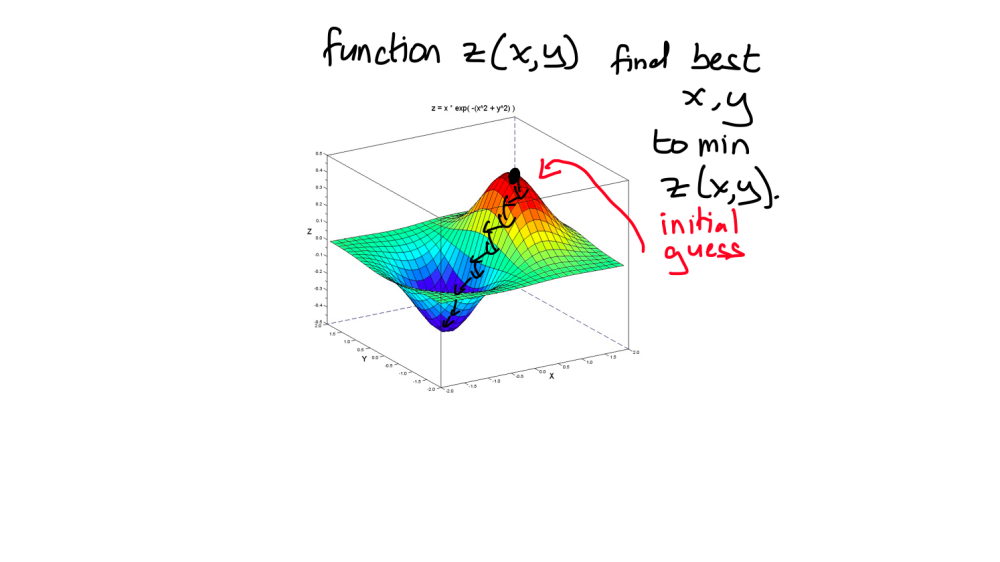 function z(x,y) find best
x,y
to min
z(x,y).
initial
guess
z = x * exp( -(x^2 + y^2) )
0.5
0.4
0.3
0.2
0.1
0.0
-0.1
-0.2
-0.3
-0.4
-0.5
Z
2.0
1.5
1.0
0.5
0.0
-0.5
-1.0
-1.5
-2.0
Y
-2.0
-1.5
-1.0
-0.5
0.0
0.5
1.0
1.5
2.0
X